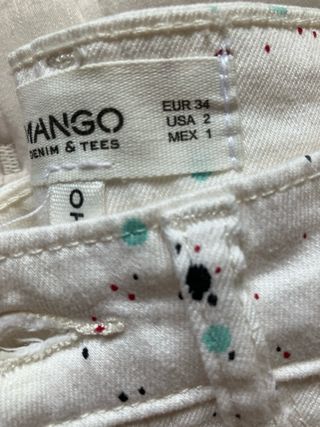 MANGO
DENIM & TEES
EUR 34
USA 2
MEX 1